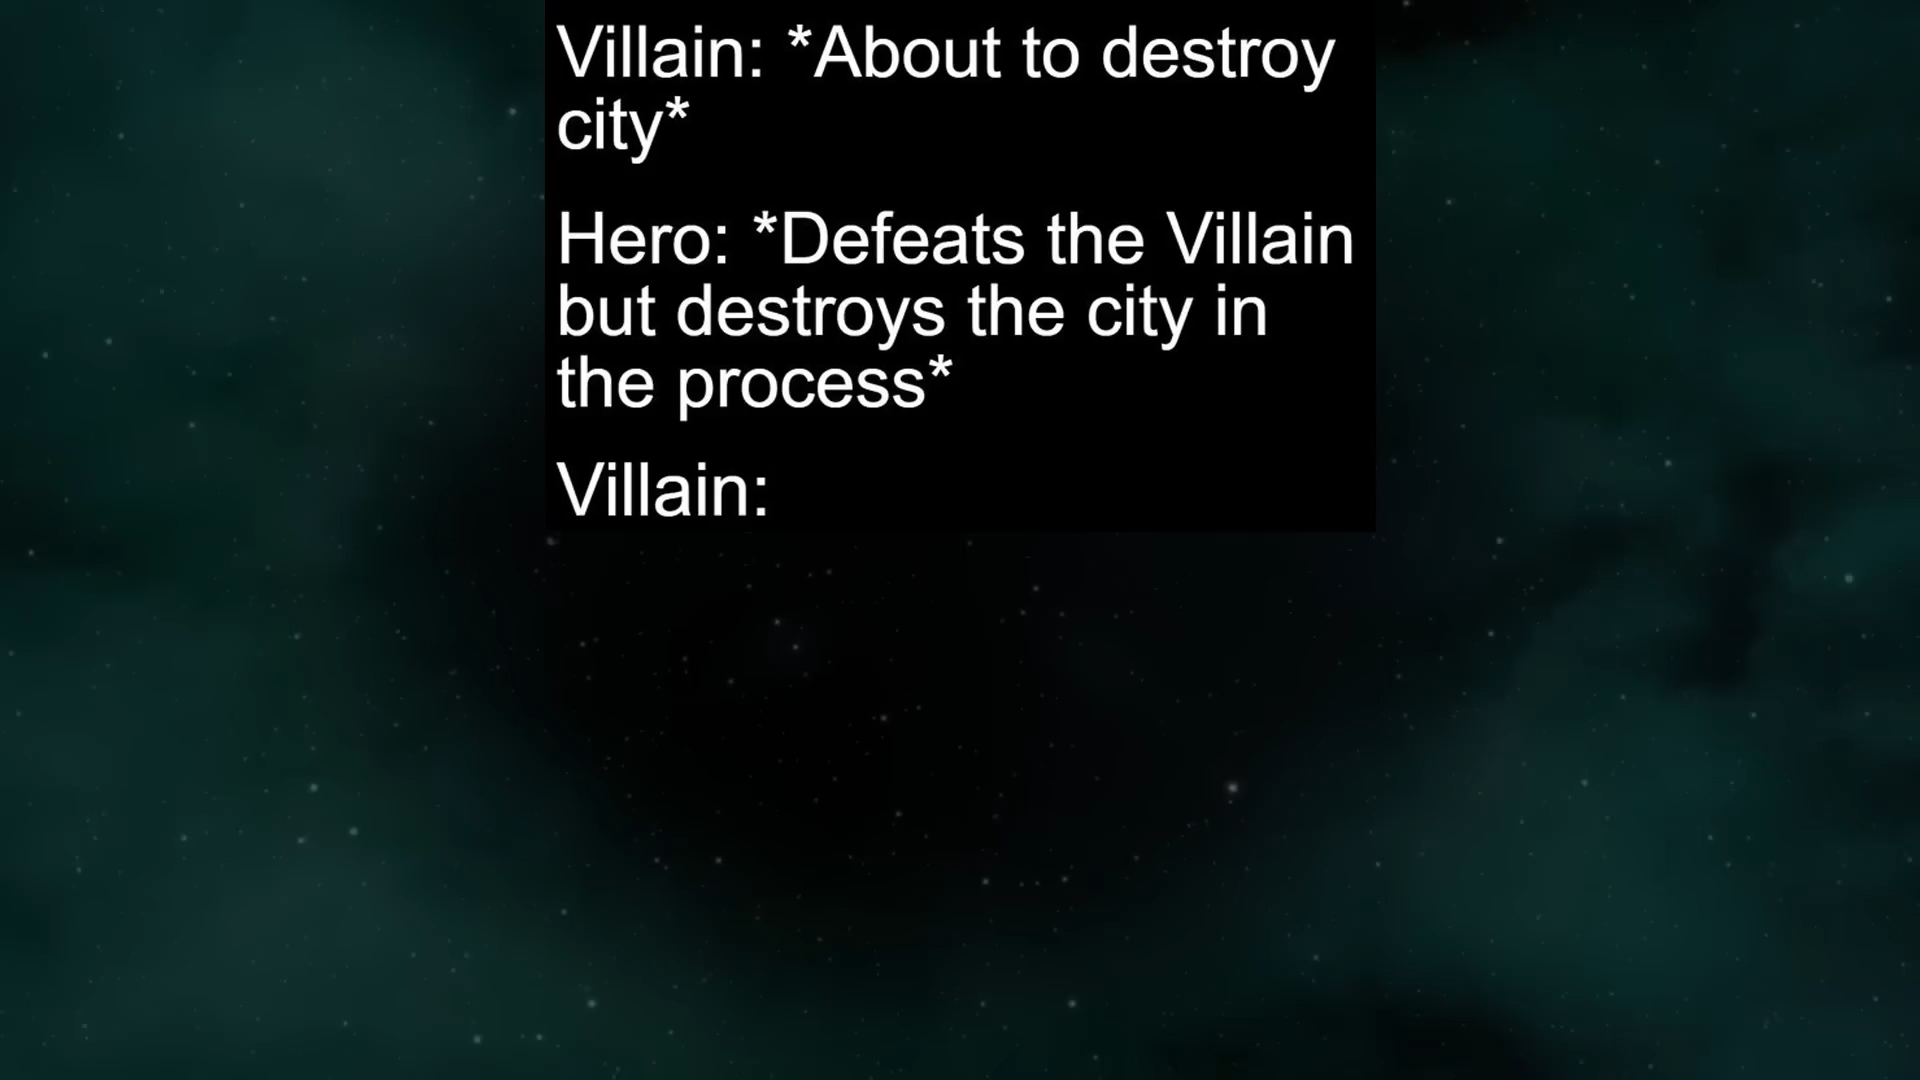 Villain: *About to destroy
city*
Hero: *Defeats the Villain
but destroys the city in
the process*
Villain: